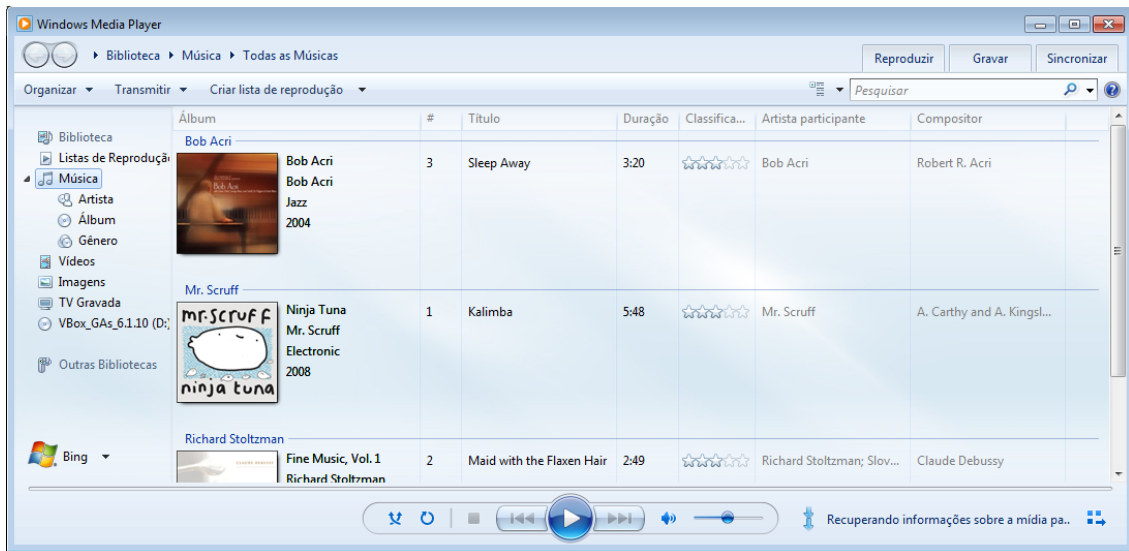 Windows Media Player
Biblioteca Música Todas as Músicas
Reproduzir Gravar Sincronizar
Organizar Transmitir Criar lista de reprodução Pesquisar
Álbum # Título Duração Classifica... Artista participante Compositor
Biblioteca
Listas de Reproduçã
Música
Artista
Álbum
Gênero
Vídeos
Imagens
TV Gravada
VBox_GAs_6.1.10 (D:)
Outras Bibliotecas
Bing
Bob Acri
Bob Acri 3 Sleep Away 3:20 Bob Acri Robert R. Acri
Bob Acri
Jazz
2004
Mr. Scruff
mr.scruff
ninja tuna
Ninja Tuna 1 Kalimba 5:48 Mr. Scruff A. Carthy and A. Kingsl...
Mr. Scruff
Electronic
2008
Richard Stoltzman
Fine Music, Vol. 1 2 Maid with the Flaxen Hair 2:49 Richard Stoltzman; Slov... Claude Debussy
Richard Stoltzman
Recuperando informações sobre a mídia pa..